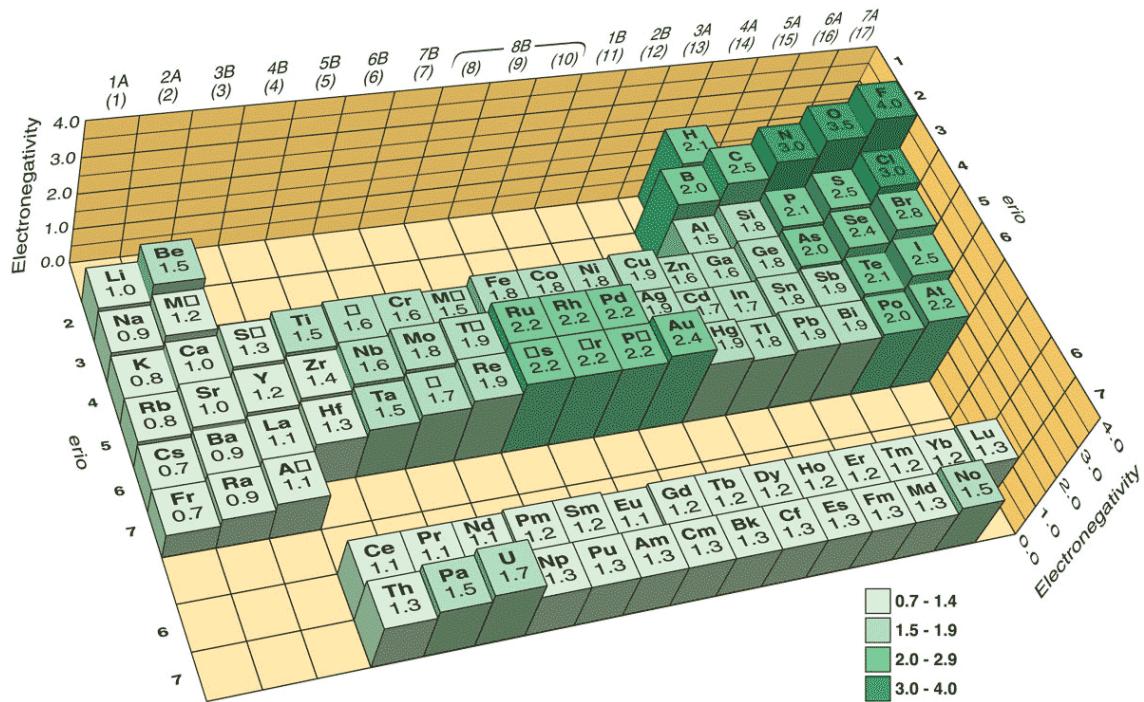 1A 2A 3B 4B 5B 6B 7B 8B 1B 2B 3A 4A 5A 6A 7A
(1) (2) (3) (4) (5) (6) (7) (8) (9) (10) (11) (12) (13) (14) (15) (16) (17)
Electronegativity
4.0
3.0
2.0
1.0
0.0
1
2
3
4
5
6
erio
6
7
H 2.1
Li 1.0 Be 1.5 B 2.0 C 2.5 N 3.0 O 3.5 F 4.0
Na 0.9 M□ 1.2 Al 1.5 Si 1.8 P 2.1 S 2.5 Cl 3.0
K 0.8 Ca 1.0 S□ 1.3 Ti 1.5 □ 1.6 Cr 1.6 M□ 1.5 Fe 1.8 Co 1.8 Ni 1.8 Cu 1.9 Zn 1.6 Ga 1.6 Ge 1.8 As 2.0 Se 2.4 Br 2.8
Rb 0.8 Sr 1.0 Y 1.2 Zr 1.4 Nb 1.6 Mo 1.8 T□ 1.9 Ru 2.2 Rh 2.2 Pd 2.2 Ag 1.9 Cd 1.7 In 1.7 Sn 1.8 Sb 1.9 Te 2.1 I 2.5
Cs 0.7 Ba 0.9 La 1.1 Hf 1.3 Ta 1.5 □ 1.7 Re 1.9 □s 2.2 □r 2.2 P□ 2.2 Au 2.4 Hg 1.9 Tl 1.8 Pb 1.9 Bi 1.9 Po 2.0 At 2.2
Fr 0.7 Ra 0.9 A□ 1.1
2
3
4
5
6
7
erio
Ce 1.1 Pr 1.1 Nd 1.1 Pm 1.2 Sm 1.2 Eu 1.1 Gd 1.2 Tb 1.2 Dy 1.2 Ho 1.2 Er 1.2 Tm 1.2 Yb 1.2 Lu 1.3
Th 1.3 Pa 1.5 U 1.7 Np 1.3 Pu 1.3 Am 1.3 Cm 1.3 Bk 1.3 Cf 1.3 Es 1.3 Fm 1.3 Md 1.3 No 1.5
6
7
4.0
3.0
2.0
1.0
0.0
Electronegativity
0.7 - 1.4
1.5 - 1.9
2.0 - 2.9
3.0 - 4.0